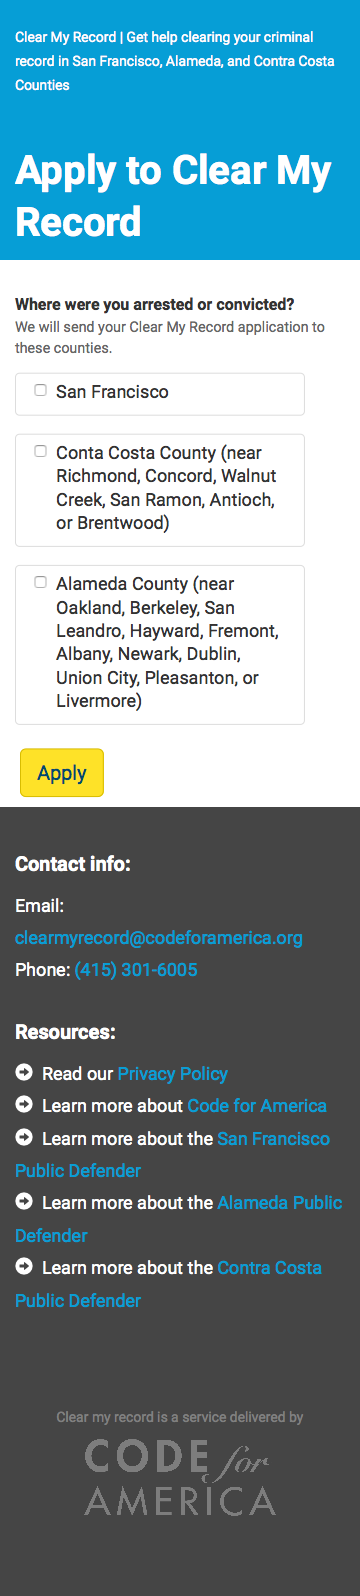 Clear My Record | Get help clearing your criminal
record in San Francisco, Alameda, and Contra Costa
Counties
Apply to Clear My
Record
Where were you arrested or convicted?
We will send your Clear My Record application to
these counties.
San Francisco
Conta Costa County (near
Richmond, Concord, Walnut
Creek, San Ramon, Antioch,
or Brentwood)
Alameda County (near
Oakland, Berkeley, San
Leandro, Hayward, Fremont,
Albany, Newark, Dublin,
Union City, Pleasanton, or
Livermore)
Apply
Contact info:
Email:
clearmyrecord@codeforamerica.org
Phone: (415) 301-6005
Resources:
Read our Privacy Policy
Learn more about Code for America
Learn more about the San Francisco
Public Defender
Learn more about the Alameda Public
Defender
Learn more about the Contra Costa
Public Defender
Clear my record is a service delivered by
CODE for
AMERICA